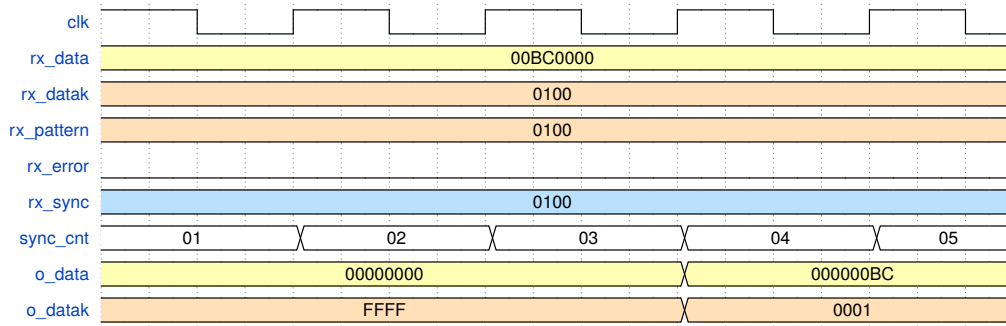 clk
rx_data 00BC0000
rx_datak 0100
rx_pattern 0100
rx_error
rx_sync 0100
sync_cnt 01 02 03 04 05
o_data 00000000 000000BC
o_datak FFFF 0001